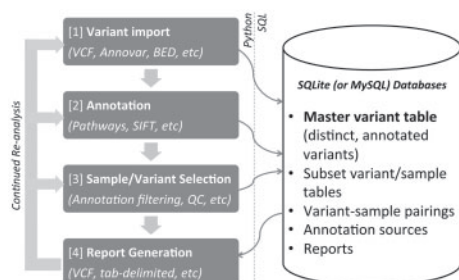 Continued Re-analysis
[1] Variant import
(VCF, Annovar, BED, etc)
[2] Annotation
(Pathways, SIFT, etc)
[3] Sample/Variant Selection
(Annotation filtering, QC, etc)
[4] Report Generation
(VCF, tab-delimited, etc)
Python
SQL
SQLite (or MySQL) Databases
• Master variant table
(distinct, annotated
variants)
• Subset variant/sample
tables
• Variant-sample pairings
• Annotation sources
• Reports